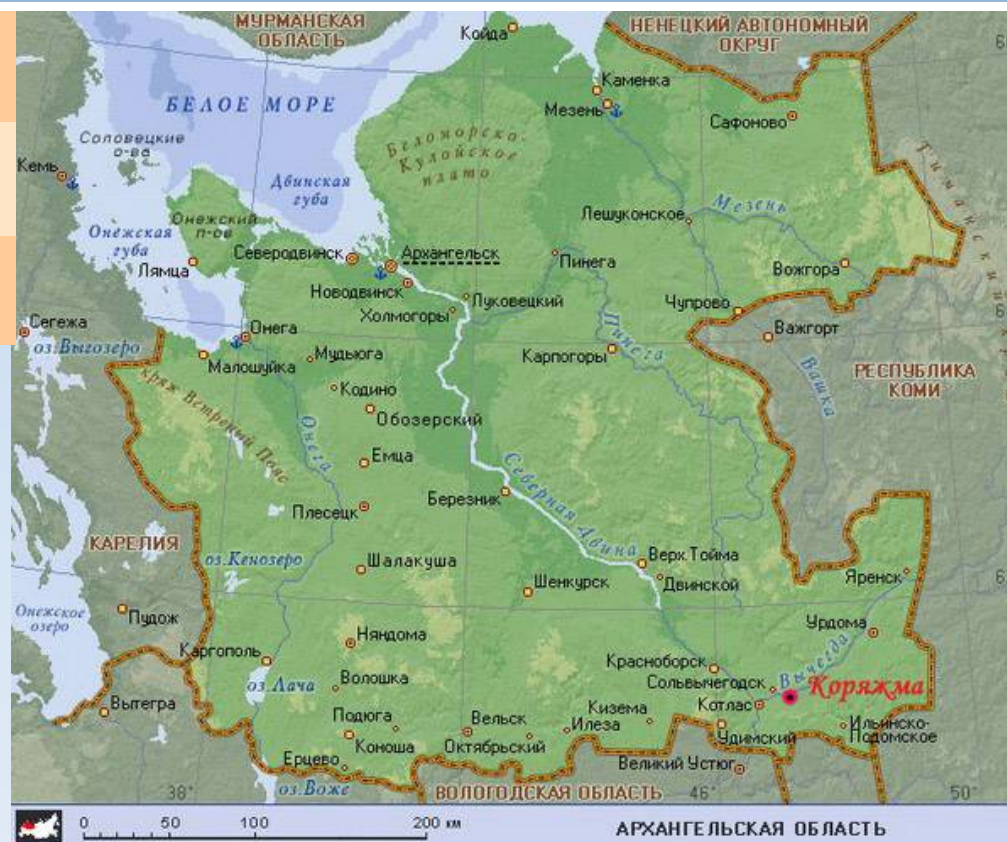 МУРМАНСКАЯ
ОБЛАСТЬ
Койда
НЕНЕЦКИЙ АВТОНОМНЫЙ
ОКРУГ
Каменка
БЕЛОЕ МОРЕ
Мезень
Сафоново
Соловецкие
о-ва
Беломорско-
Кулойское
плато
Кемь
Двинская
губа
Тиманский
Мезень
Онежский
п-ов
Лешуконское
Онежская
губа
Северодвинск
Архангельск
Лямца
Пинега
Вожгора
Новодвинск
Луковецкий
Чупрово
Холмогоры
Сегежа
Онега
Пинега
Важгорт
оз.Выгозеро
Малошуйка
Мудьюга
Карпогоры
Вашка
РЕСПУБЛИКА
КОМИ
кряж Ветреный Пояс
Кодино
Обозерский
Онега
Емца
Северная Двина
Березник
Плесецк
КАРЕЛИЯ
оз.Кенозеро
Шалакуша
Верх.Тойма
Двинской
Яренск
Шенкурск
Онежское
озеро
Пудож
Урдома
Няндома
Каргополь
Красноборск
Вычегда
Сольвычегодск
Коряжма
оз.Лача
Волошка
Вытегра
Котлас
Кизема
Подюга
Вельск
Илеза
Ильинско-
Подомское
Удимский
Коноша
Октябрьский
Ерцево
Великий Устюг
оз.Воже
ВОЛОГОДСКАЯ ОБЛАСТЬ
38°
46°
50°
0
50
100
200 км
АРХАНГЕЛЬСКАЯ ОБЛАСТЬ